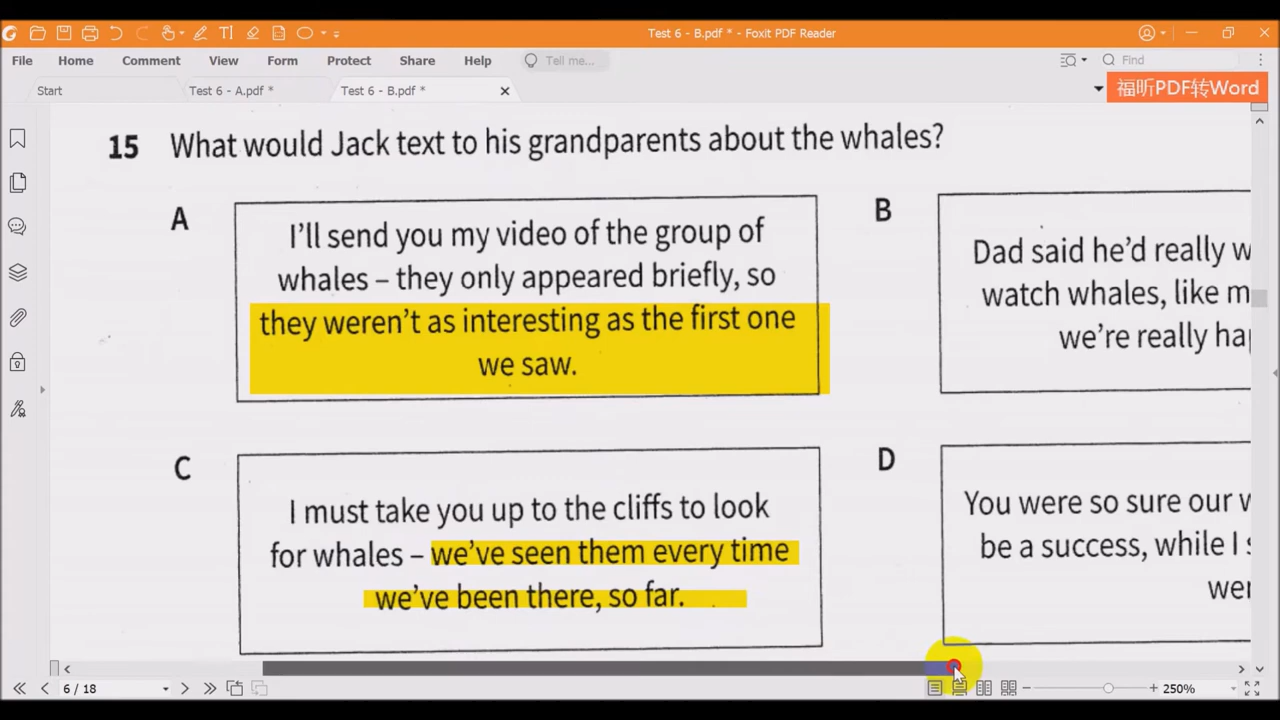 Test 6 - B.pdf * - Foxit PDF Reader
File Home Comment View Form Protect Share Help Tell me... Find
Start Test 6 - A.pdf * Test 6 - B.pdf * 福昕PDF转Word
15 What would Jack text to his grandparents about the whales?
A
I'll send you my video of the group of
whales – they only appeared briefly, so
they weren't as interesting as the first one
we saw.
B
Dad said he'd really w
watch whales, like m
we're really ha
C
I must take you up to the cliffs to look
for whales – we've seen them every time
we've been there, so far.
D
You were so sure our w
be a success, while I s
wer
6 / 18 250%